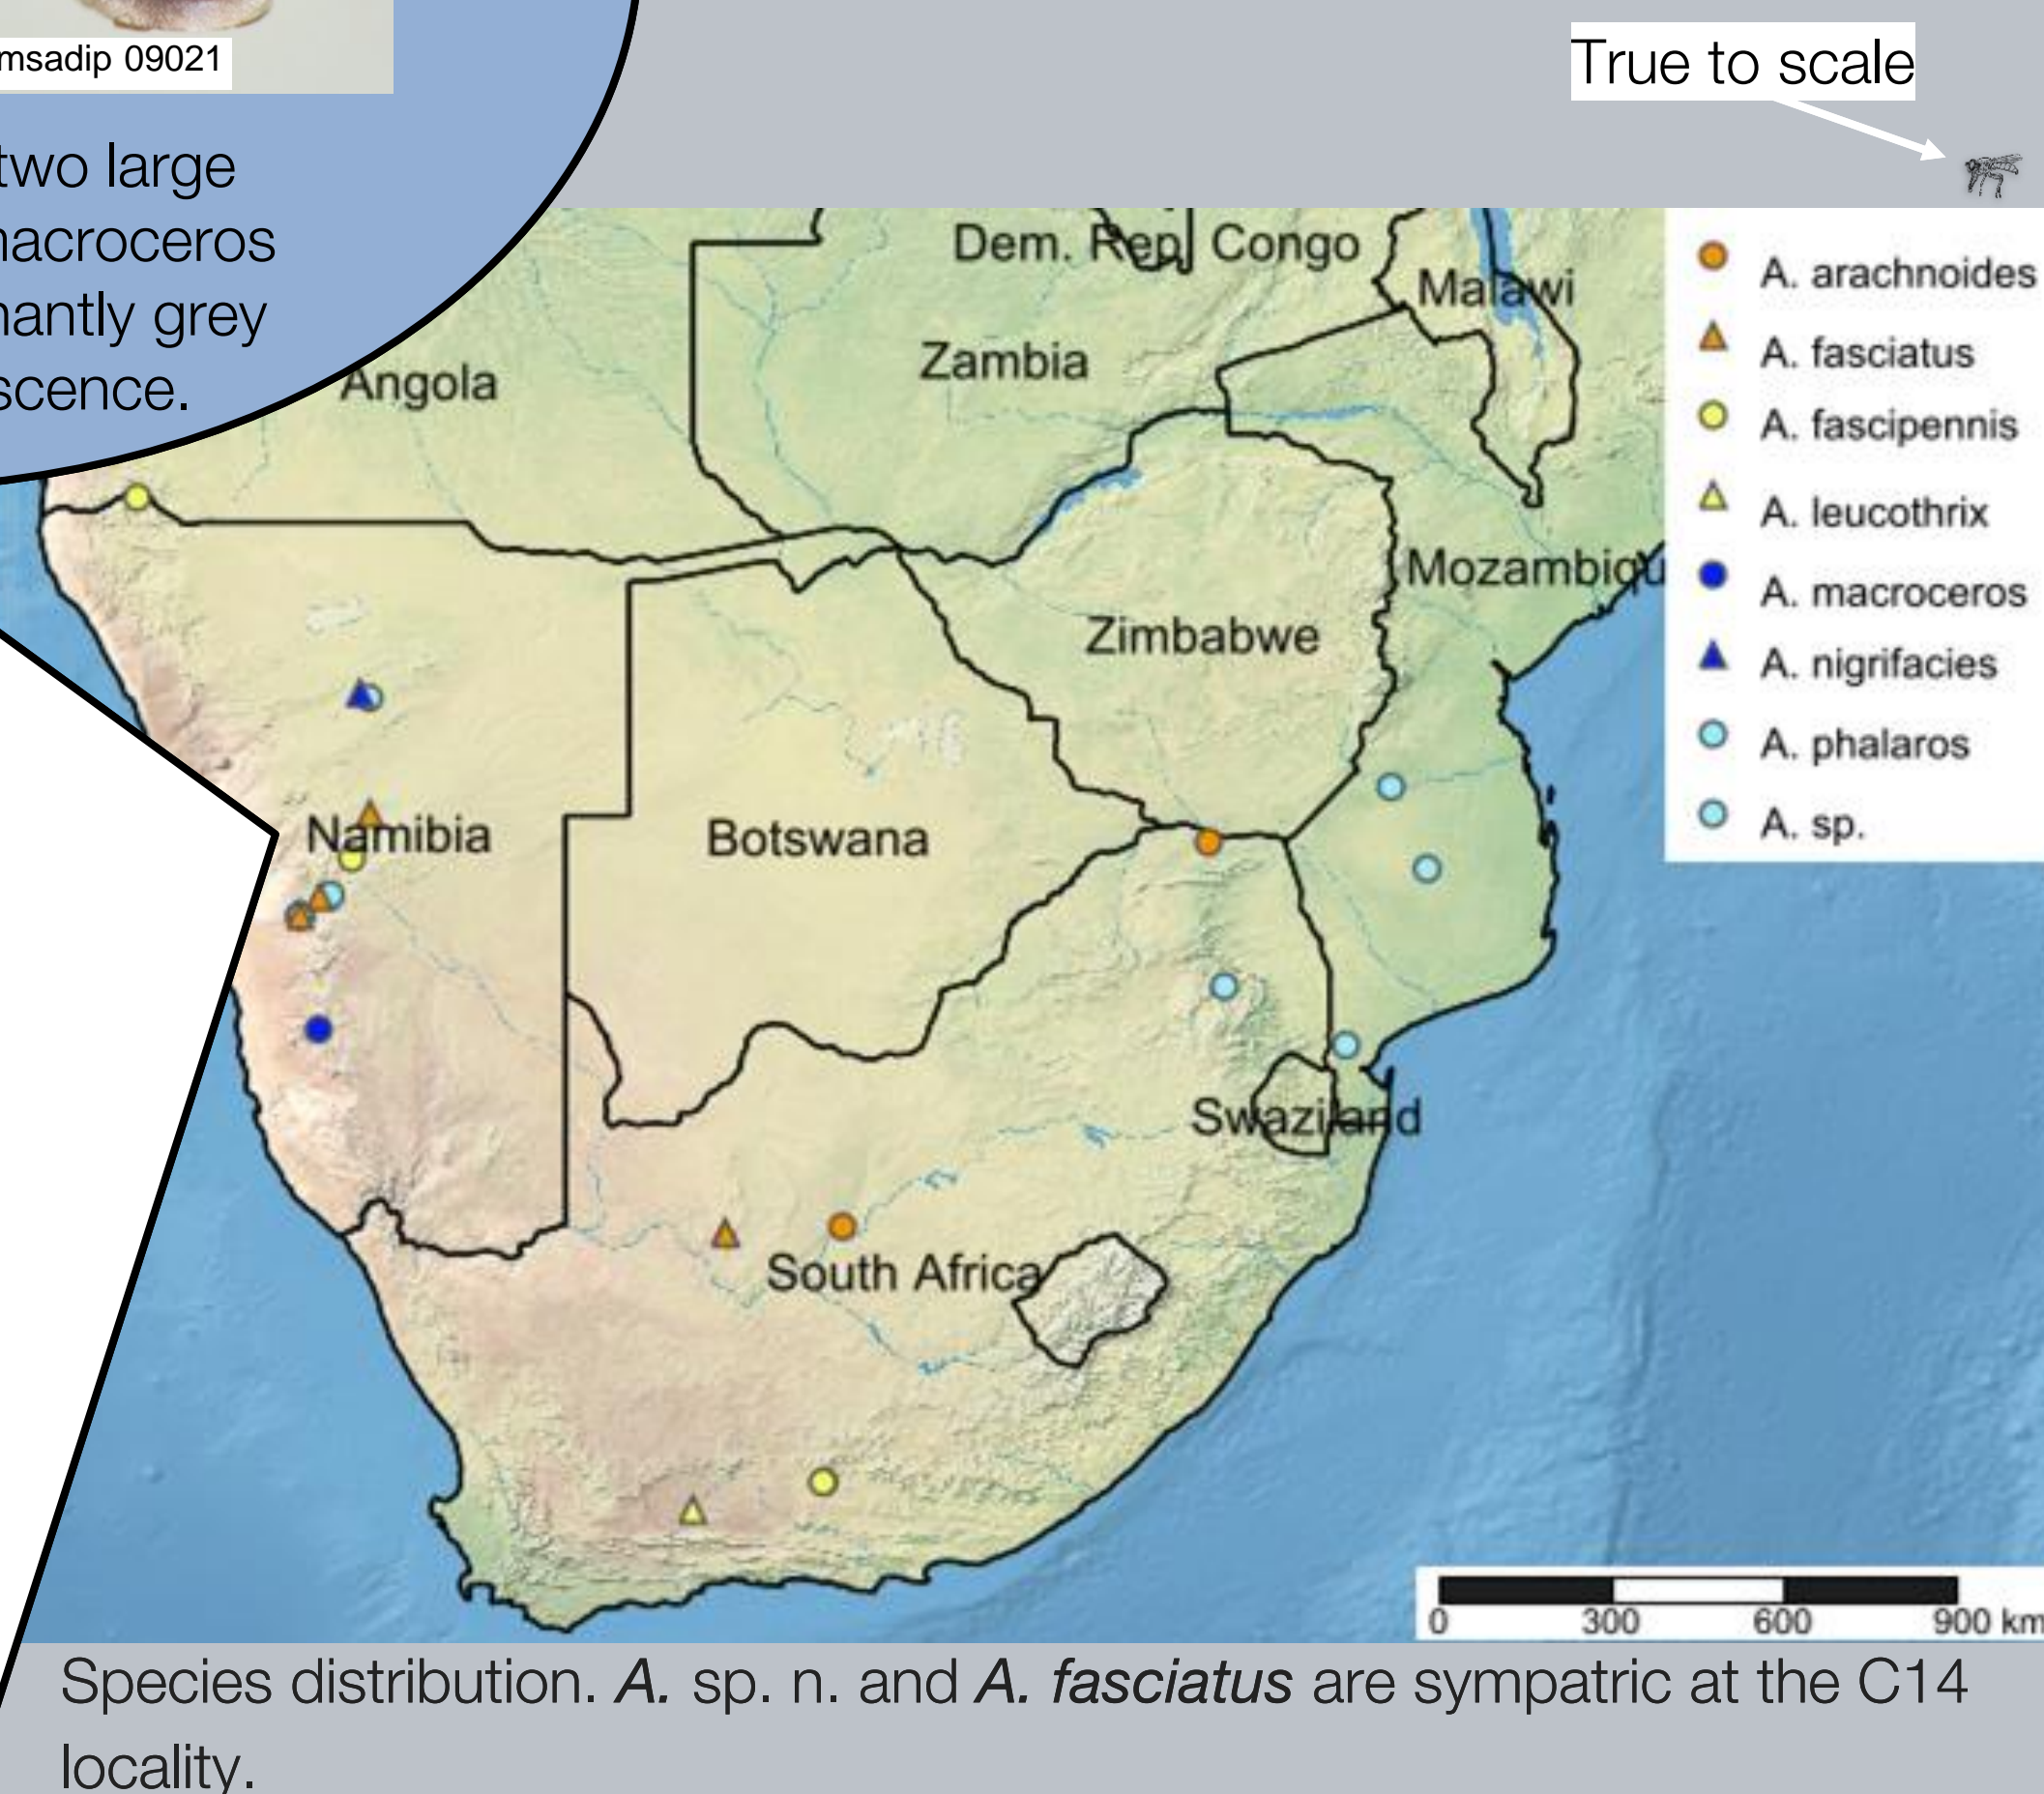 msadip 09021
True to scale
two large
macroceros
nantly grey
scence.
Dem. Rep. Congo
Malawi
Zambia
Angola
Mozambiqu
Zimbabwe
Namibia
Botswana
Swaziland
South Africa
A. arachnoides
A. fasciatus
A. fascipennis
A. leucothrix
A. macroceros
A. nigrifacies
A. phalaros
A. sp.
0 300 600 900 km
Species distribution. A. sp. n. and A. fasciatus are sympatric at the C14
locality.